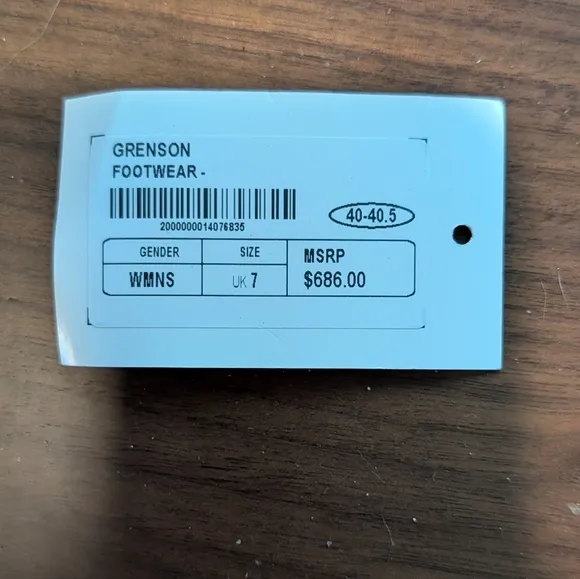 GRENSON
FOOTWEAR -
2000000014076835
40-40.5
GENDER SIZE MSRP
WMNS UK 7 $686.00